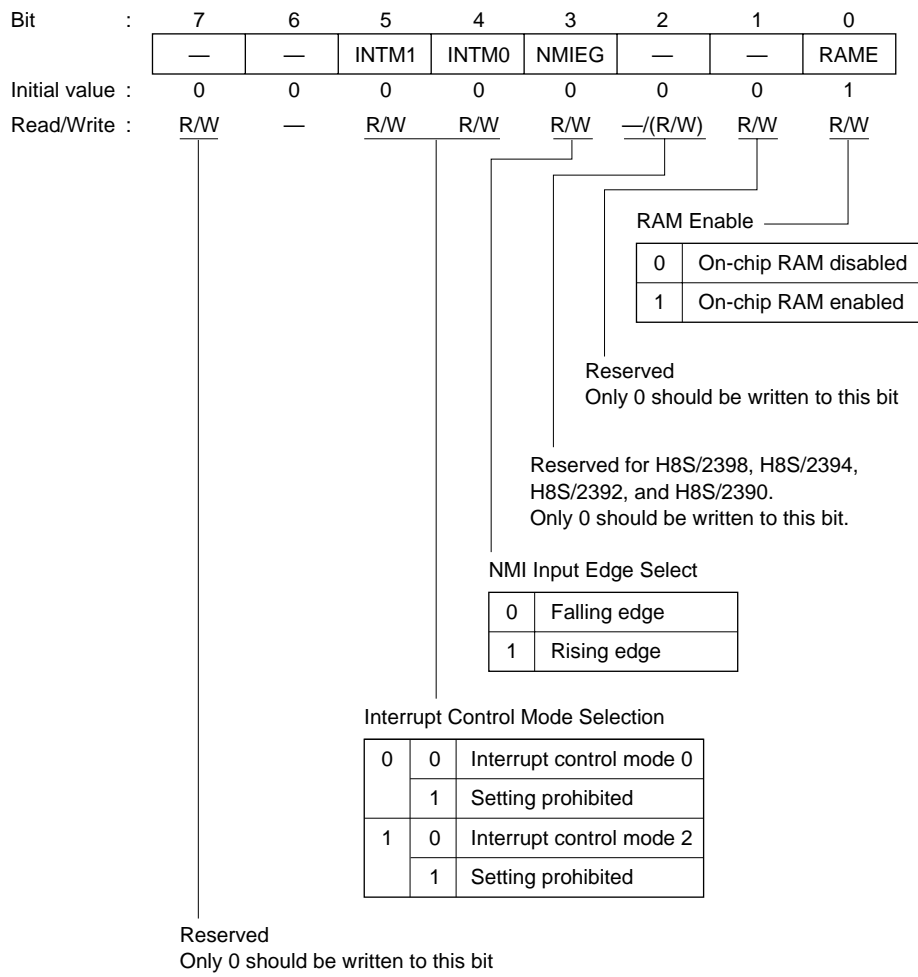 Bit : 7 6 5 4 3 2 1 0
— — INTM1 INTM0 NMIEG — — RAME
Initial value : 0 0 0 0 0 0 0 1
Read/Write : R/W — R/W R/W R/W —/(R/W) R/W R/W
RAM Enable
0 On-chip RAM disabled
1 On-chip RAM enabled
Reserved
Only 0 should be written to this bit
Reserved for H8S/2398, H8S/2394,
H8S/2392, and H8S/2390.
Only 0 should be written to this bit.
NMI Input Edge Select
0 Falling edge
1 Rising edge
Interrupt Control Mode Selection
0 0 Interrupt control mode 0
1 Setting prohibited
1 0 Interrupt control mode 2
1 Setting prohibited
Reserved
Only 0 should be written to this bit